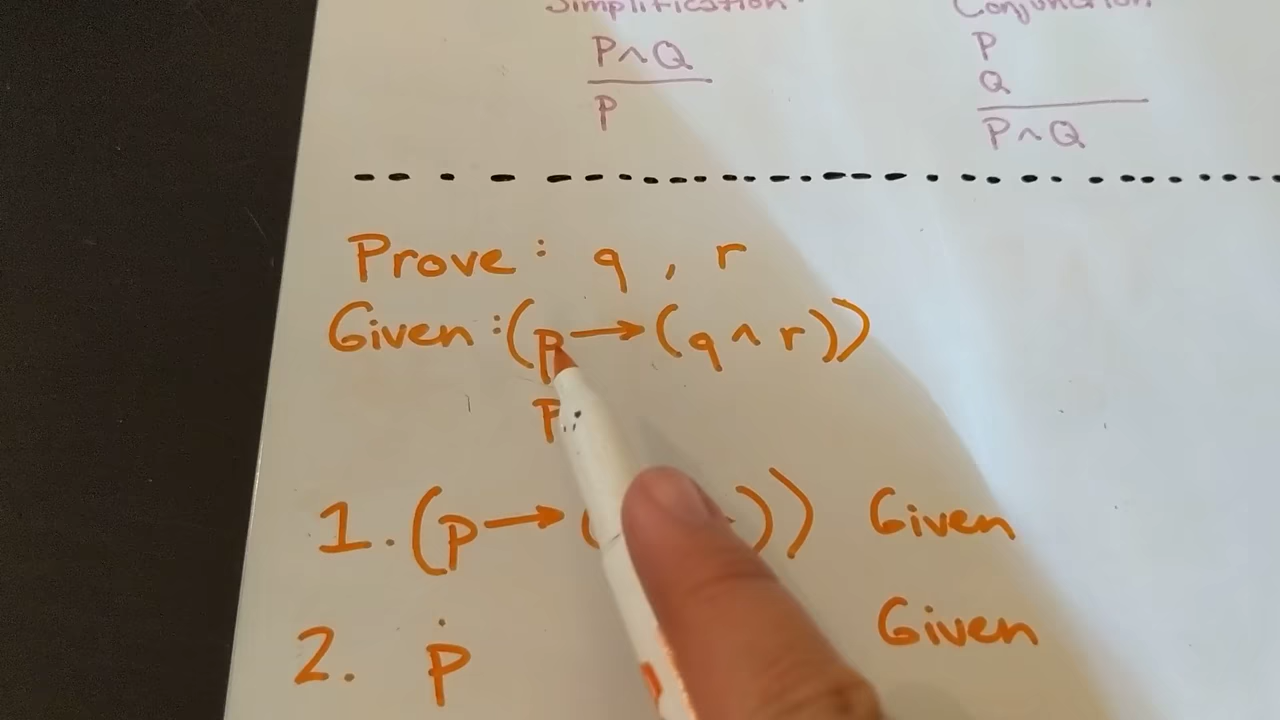 Simplification Conjunction
P∧Q P
P Q
P∧Q
Prove: q, r
Given: (p→(q∧r))
P
1. (p→( )) Given
2. p Given